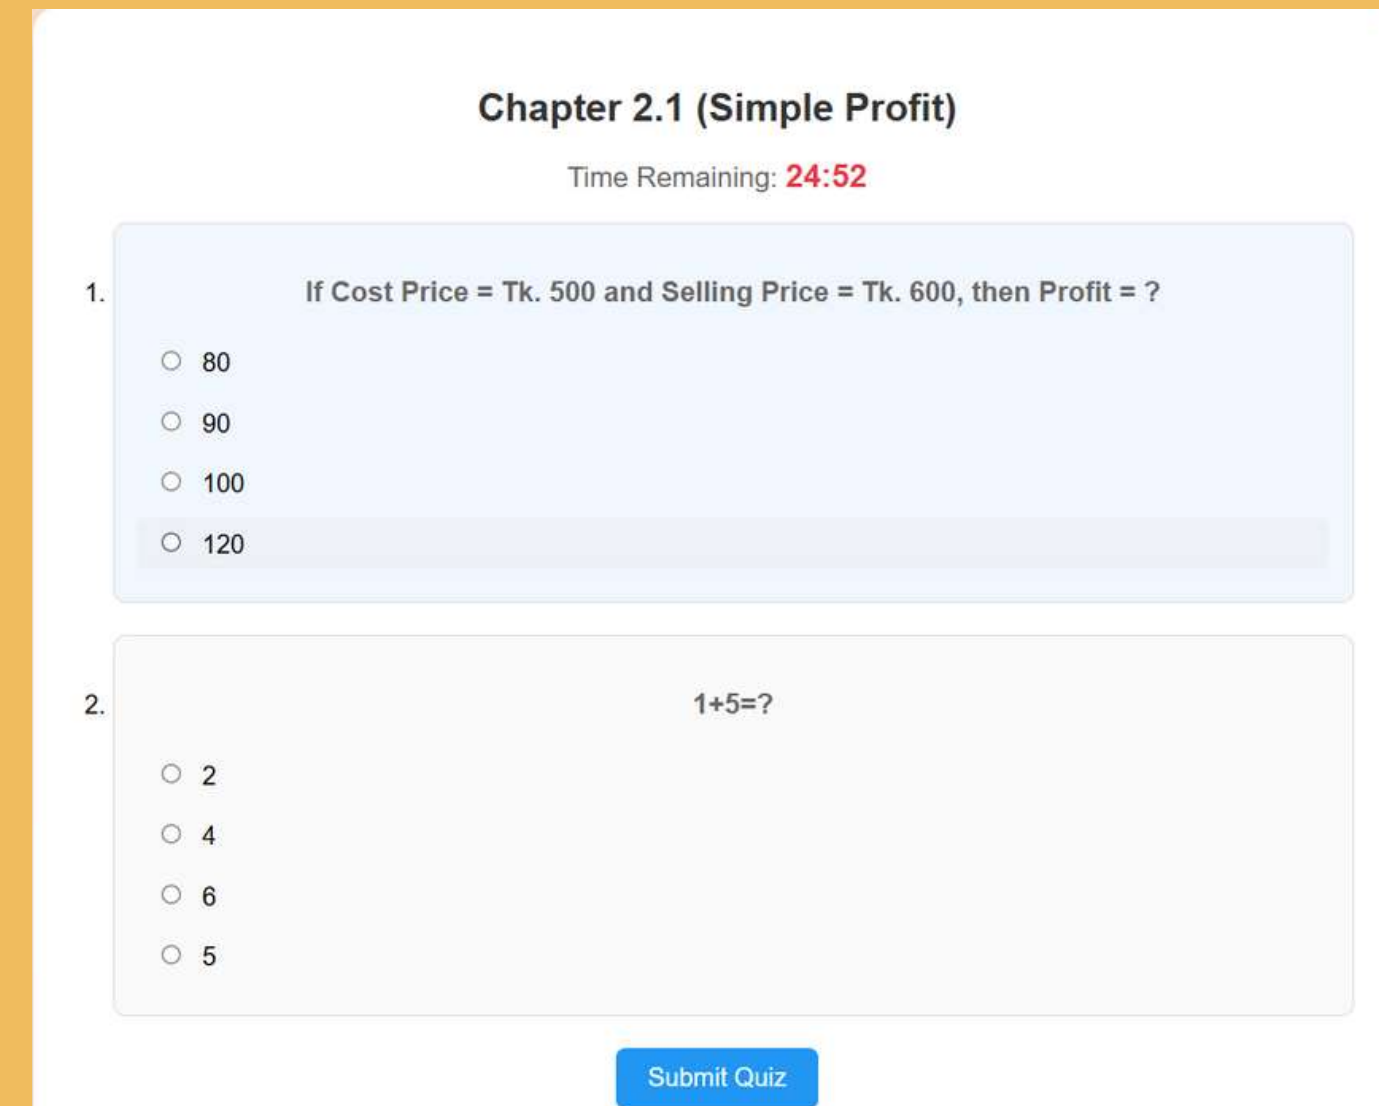 Chapter 2.1 (Simple Profit)
Time Remaining: 24:52
1. If Cost Price = Tk. 500 and Selling Price = Tk. 600, then Profit = ?
80
90
100
120
2. 1+5=?
2
4
6
5
Submit Quiz